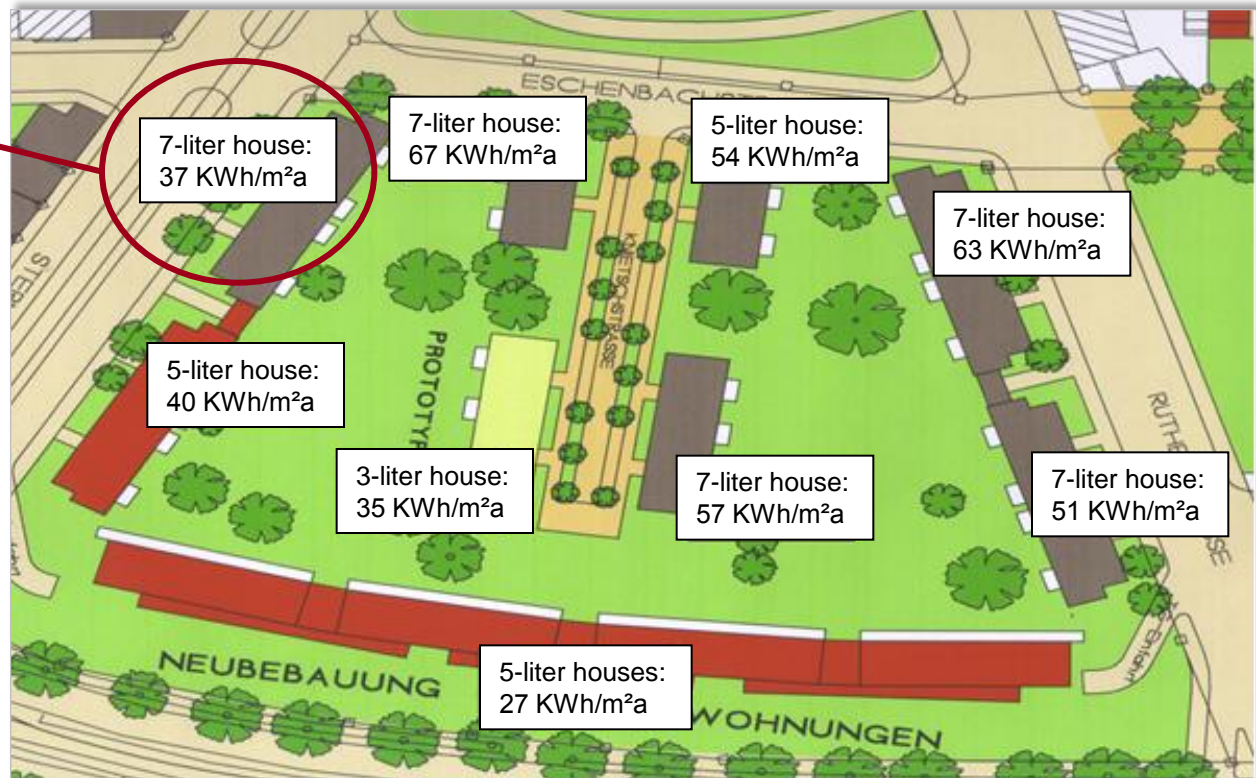 ESCHENBACHSTR
7-liter house:
37 KWh/m²a
7-liter house:
67 KWh/m²a
5-liter house:
54 KWh/m²a
7-liter house:
63 KWh/m²a
5-liter house:
40 KWh/m²a
PROTOTYP
3-liter house:
35 KWh/m²a
7-liter house:
57 KWh/m²a
7-liter house:
51 KWh/m²a
NEUBEBAUUNG
5-liter houses:
27 KWh/m²a
WOHNUNGEN